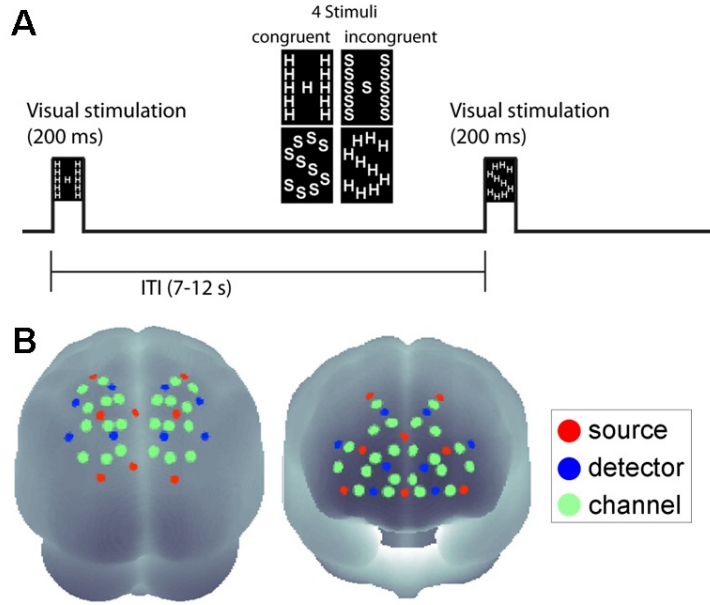 A
4 Stimuli
congruent incongruent
H H
H H
H H H
H H
H H
S S
S S
S S S
S S
S S
S S S
S
S S S
S S S S
H H H
H H H
H H H H
Visual stimulation
(200 ms)
Visual stimulation
(200 ms)
ITI (7-12 s)
B
source
detector
channel